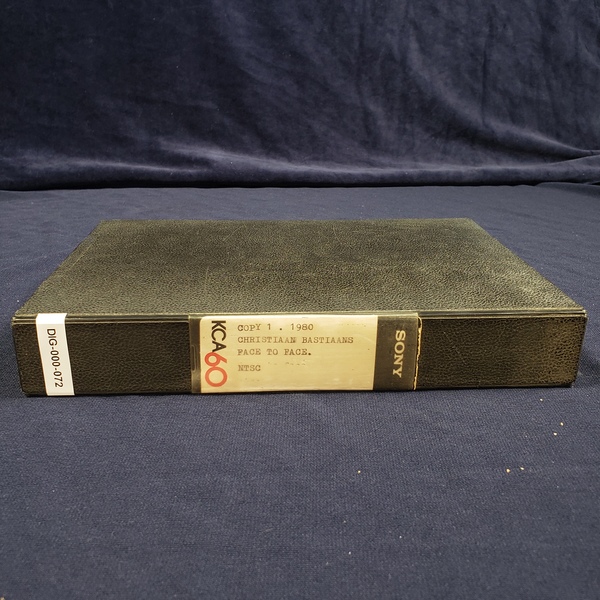 DIG-000-072
KCA60
COPY 1 . 1980
CHRISTIAAN BASTIAANS
FACE TO FACE.
NTSC
SONY